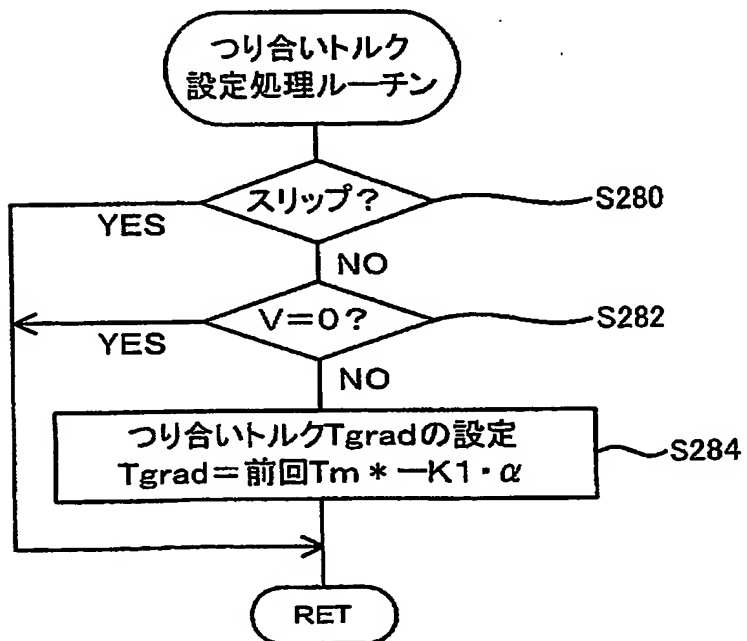 つり合いトルク
設定処理ルーチン
スリップ?
S280
YES
NO
V=0?
S282
YES
NO
つり合いトルクTgradの設定
Tgrad=前回Tm*-K1・α
S284
RET